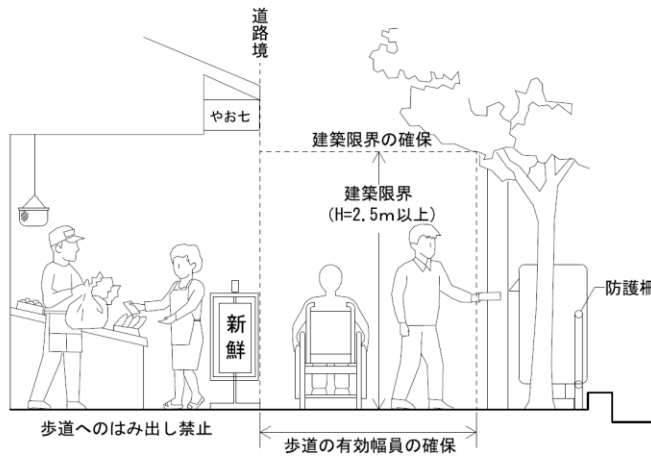 道路境
やお七
建築限界の確保
建築限界
（H=2.5m以上）
新鮮
防護柵
歩道へのはみ出し禁止
歩道の有効幅員の確保